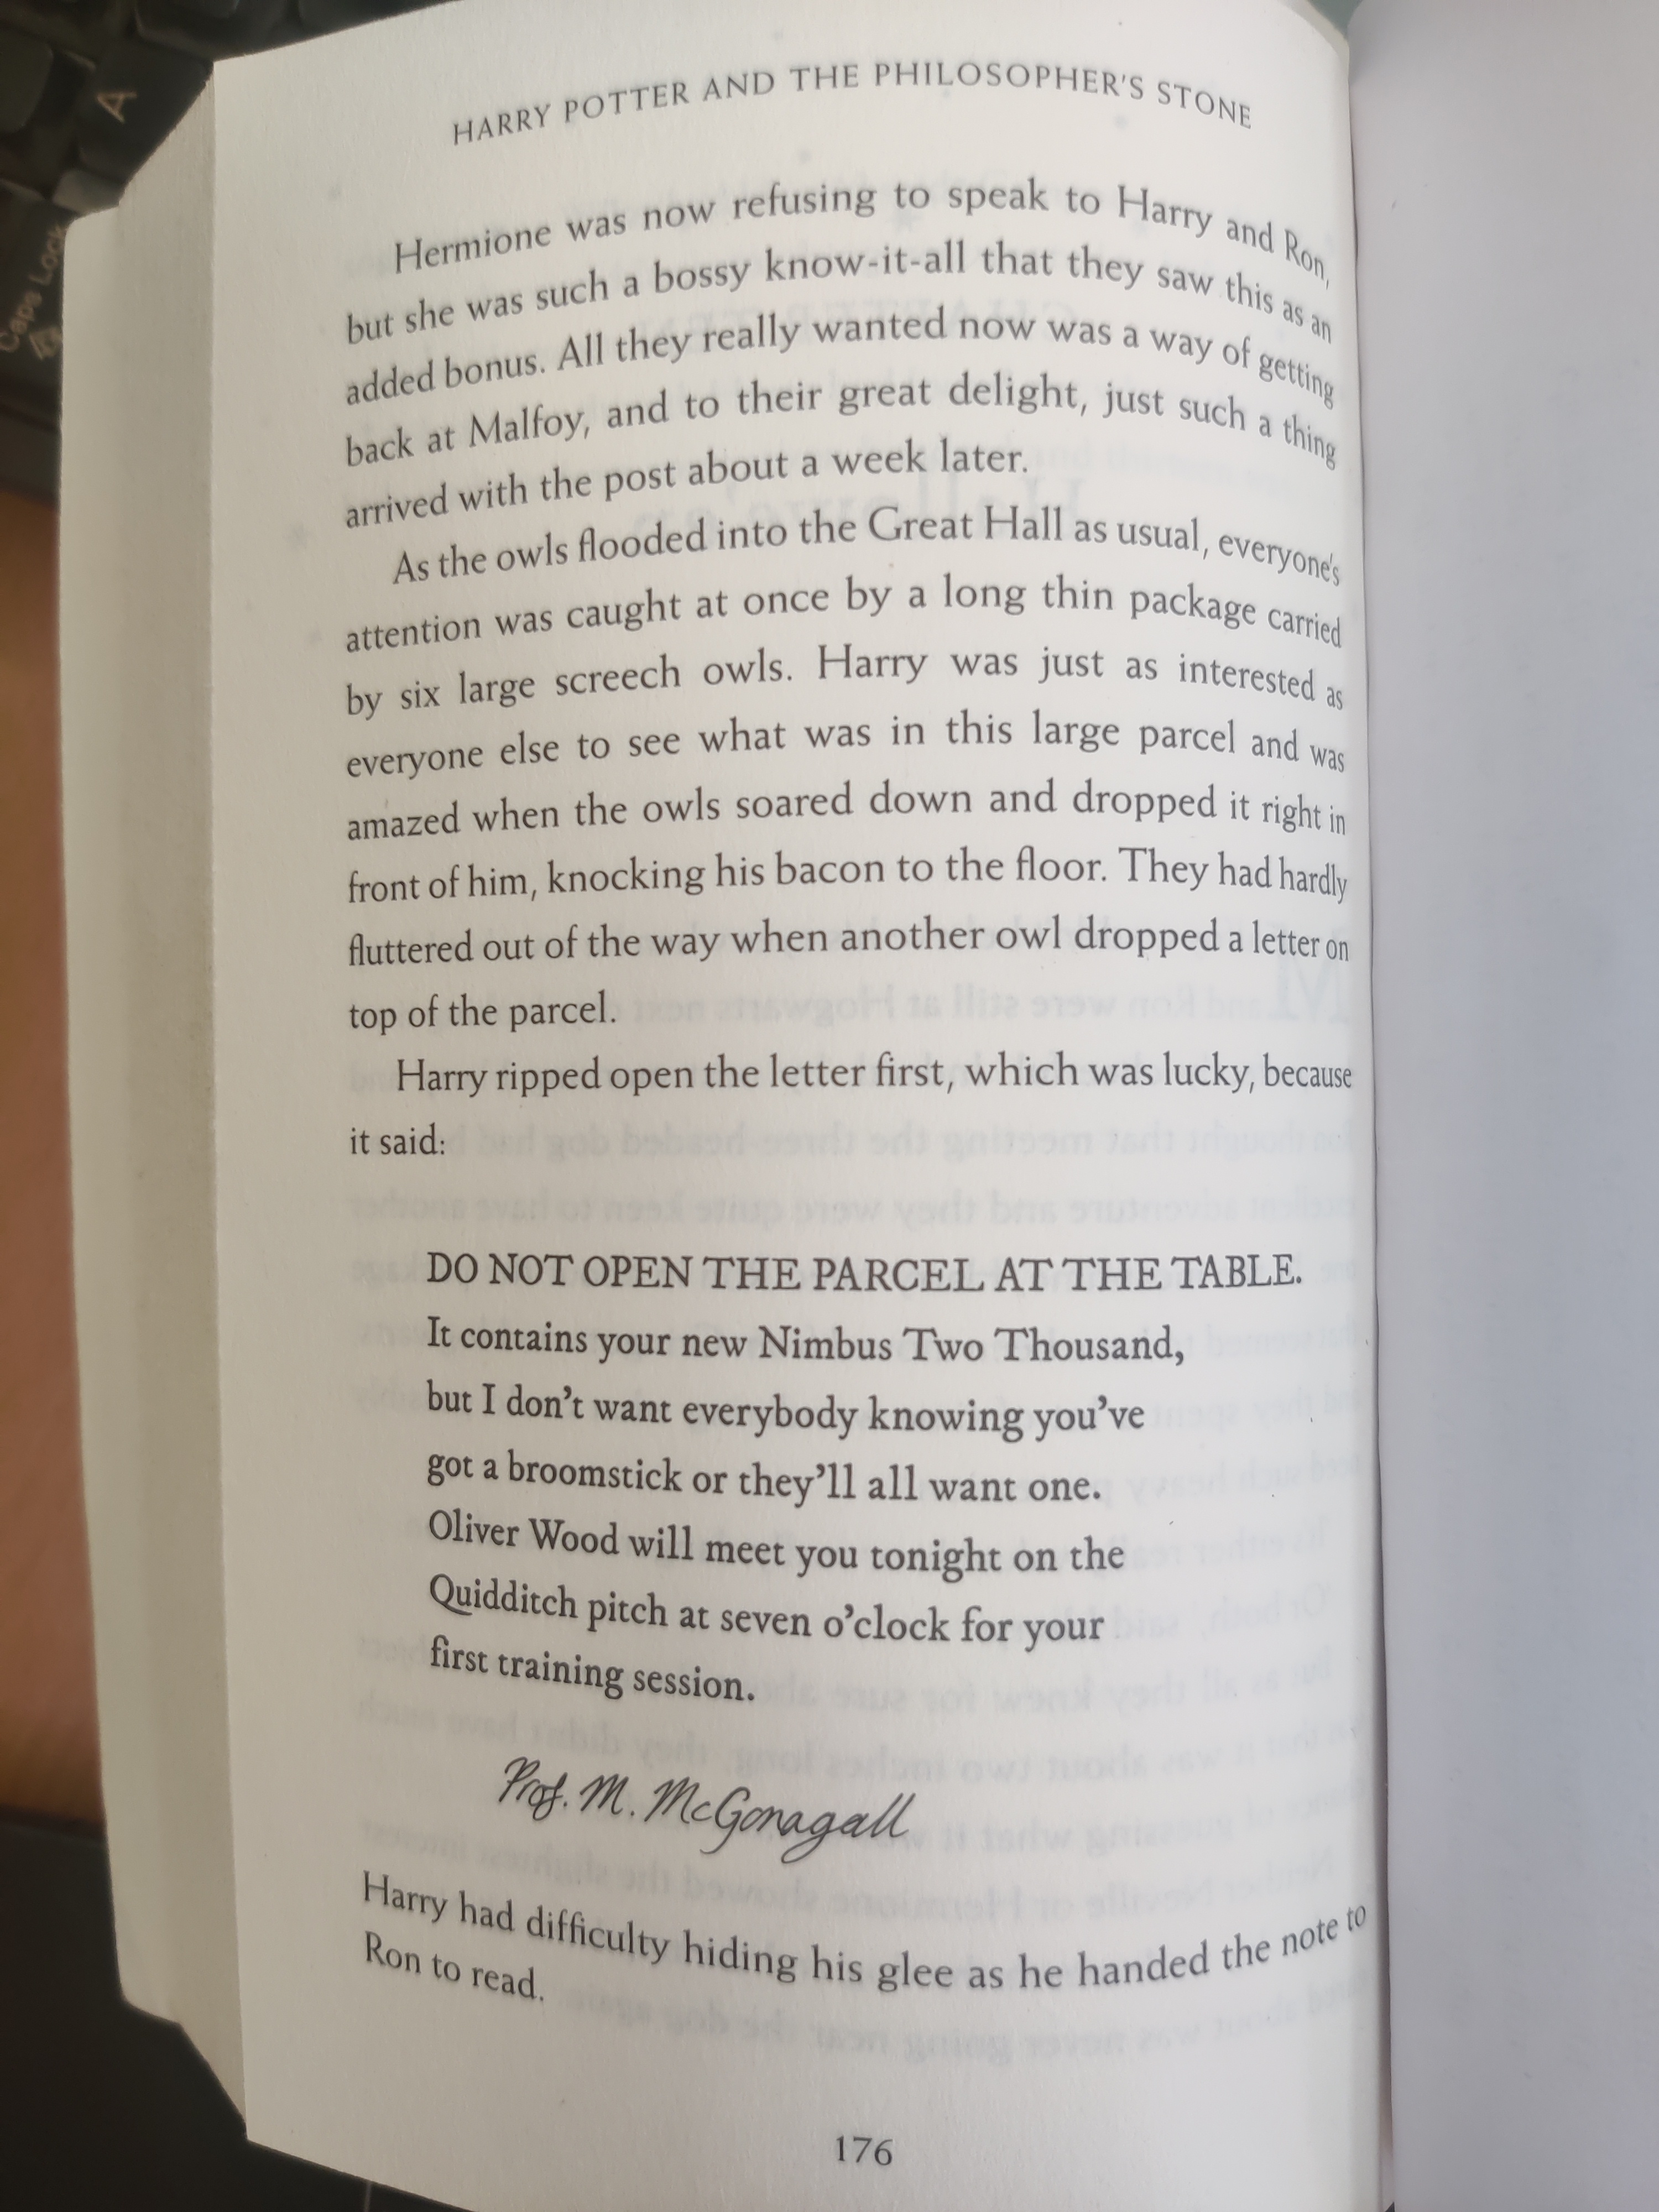 A
Caps Lock
HARRY POTTER AND THE PHILOSOPHER'S STONE
Hermione was now refusing to speak to Harry and Ron,
but she was such a bossy know-it-all that they saw this as an
added bonus. All they really wanted now was a way of getting
back at Malfoy, and to their great delight, just such a thing
arrived with the post about a week later.
As the owls flooded into the Great Hall as usual, everyone's
attention was caught at once by a long thin package carried
by six large screech owls. Harry was just as interested as
everyone else to see what was in this large parcel and was
amazed when the owls soared down and dropped it right in
front of him, knocking his bacon to the floor. They had hardly
fluttered out of the way when another owl dropped a letter on
top of the parcel.
Harry ripped open the letter first, which was lucky, because
it said:
DO NOT OPEN THE PARCEL AT THE TABLE.
It contains your new Nimbus Two Thousand,
but I don't want everybody knowing you've
got a broomstick or they'll all want one.
Oliver Wood will meet you tonight on the
Quidditch pitch at seven o'clock for your
first training session.
Prof. M. McGonagall
Harry had difficulty hiding his glee as he handed the note to
Ron to read.
176